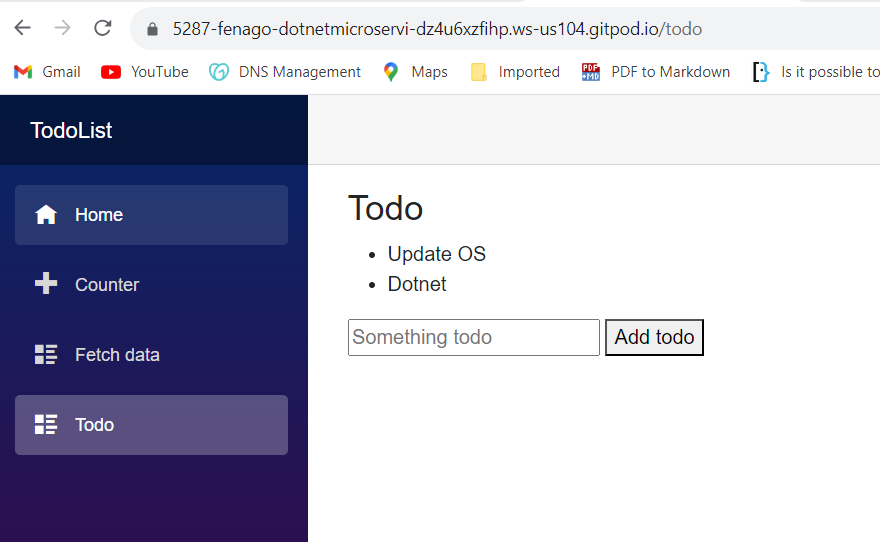 5287-fenago-dotnetmicroservi-dz4u6xzfihp.ws-us104.gitpod.io/todo
Gmail YouTube DNS Management Maps Imported PDF to Markdown Is it possible to
TodoList
Home
Counter
Fetch data
Todo
Todo
Update OS
Dotnet
Something todo Add todo